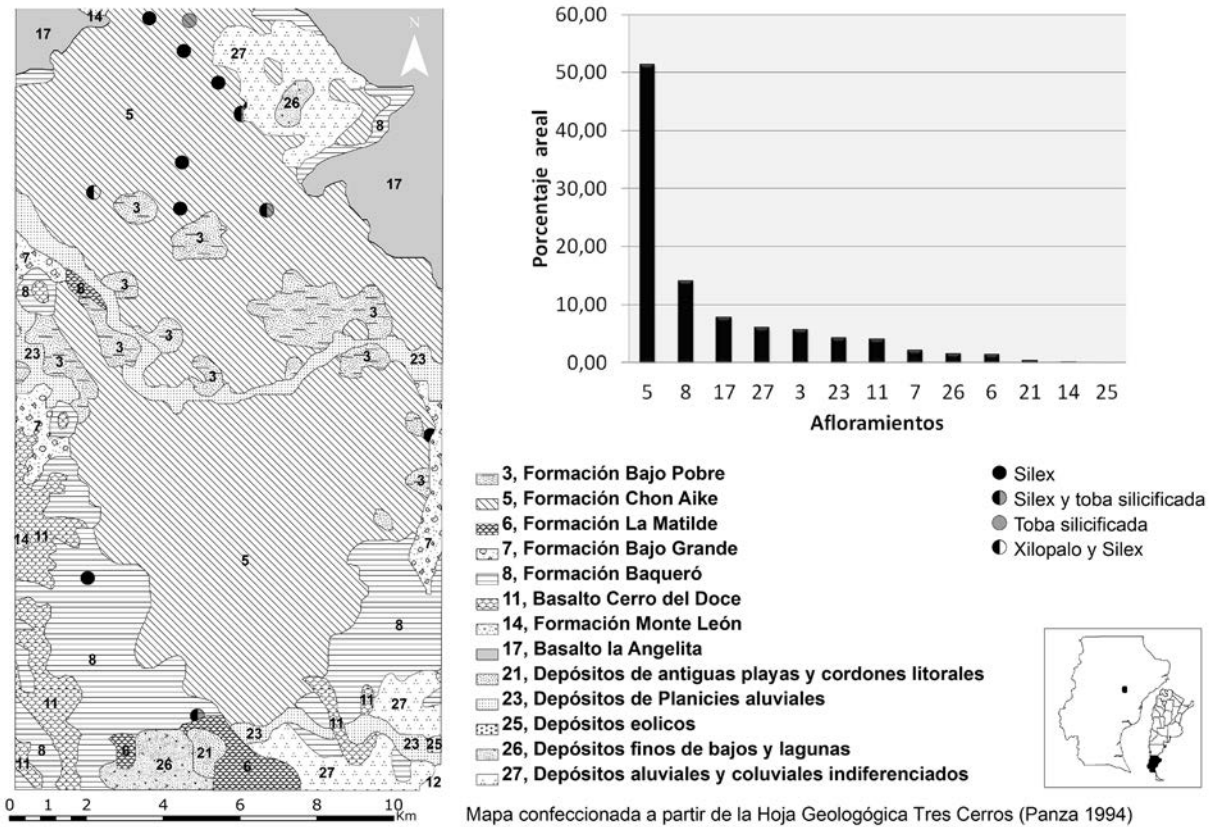 14
17
N
27
26
5
8
17
3
3
7
8
6
3
3
3
3
23
3
3
3
23
7
3
7
14
11
5
8
8
11
11
27
11
23
23
25
8
6
21
11
26
6
27
12
0 2 4 6 8 10
Km
Porcentaje areal
60,00
50,00
40,00
30,00
20,00
10,00
0,00
5 8 17 27 3 23 11 7 26 6 21 14 25
Afloramientos
3, Formación Bajo Pobre
5, Formación Chon Aike
6, Formación La Matilde
7, Formación Bajo Grande
8, Formación Baqueró
11, Basalto Cerro del Doce
14, Formación Monte León
17, Basalto la Angelita
21, Depósitos de antiguas playas y cordones litorales
23, Depósitos de Planicies aluviales
25, Depósitos eolicos
26, Depósitos finos de bajos y lagunas
27, Depósitos aluviales y coluviales indiferenciados
Silex
Silex y toba silicificada
Toba silicificada
Xilopalo y Silex
Mapa confeccionada a partir de la Hoja Geologógica Tres Cerros (Panza 1994)